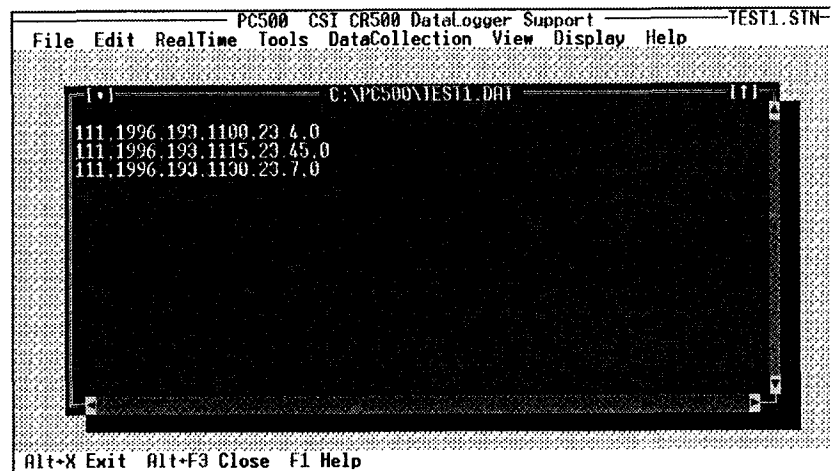 PC500 CSI CR500 DataLogger Support TEST1.STN
File Edit RealTime Tools DataCollection View Display Help
[▪] C:\PC500\TEST1.DAT [↑]
111,1996,193,1100,23.4,0
111,1996,193,1115,23.45,0
111,1996,193,1130,23.7,0
Alt+X Exit Alt+F3 Close F1 Help